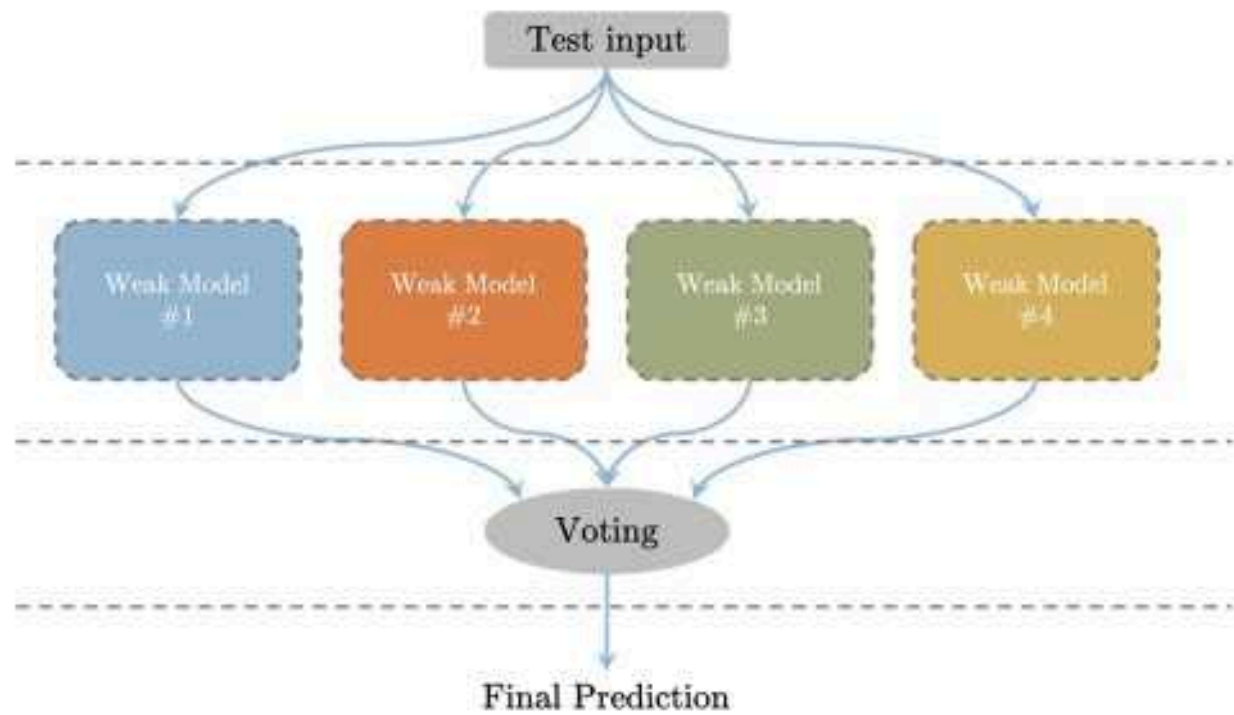 Test input
Weak Model
#1
Weak Model
#2
Weak Model
#3
Weak Model
#4
Voting
Final Prediction